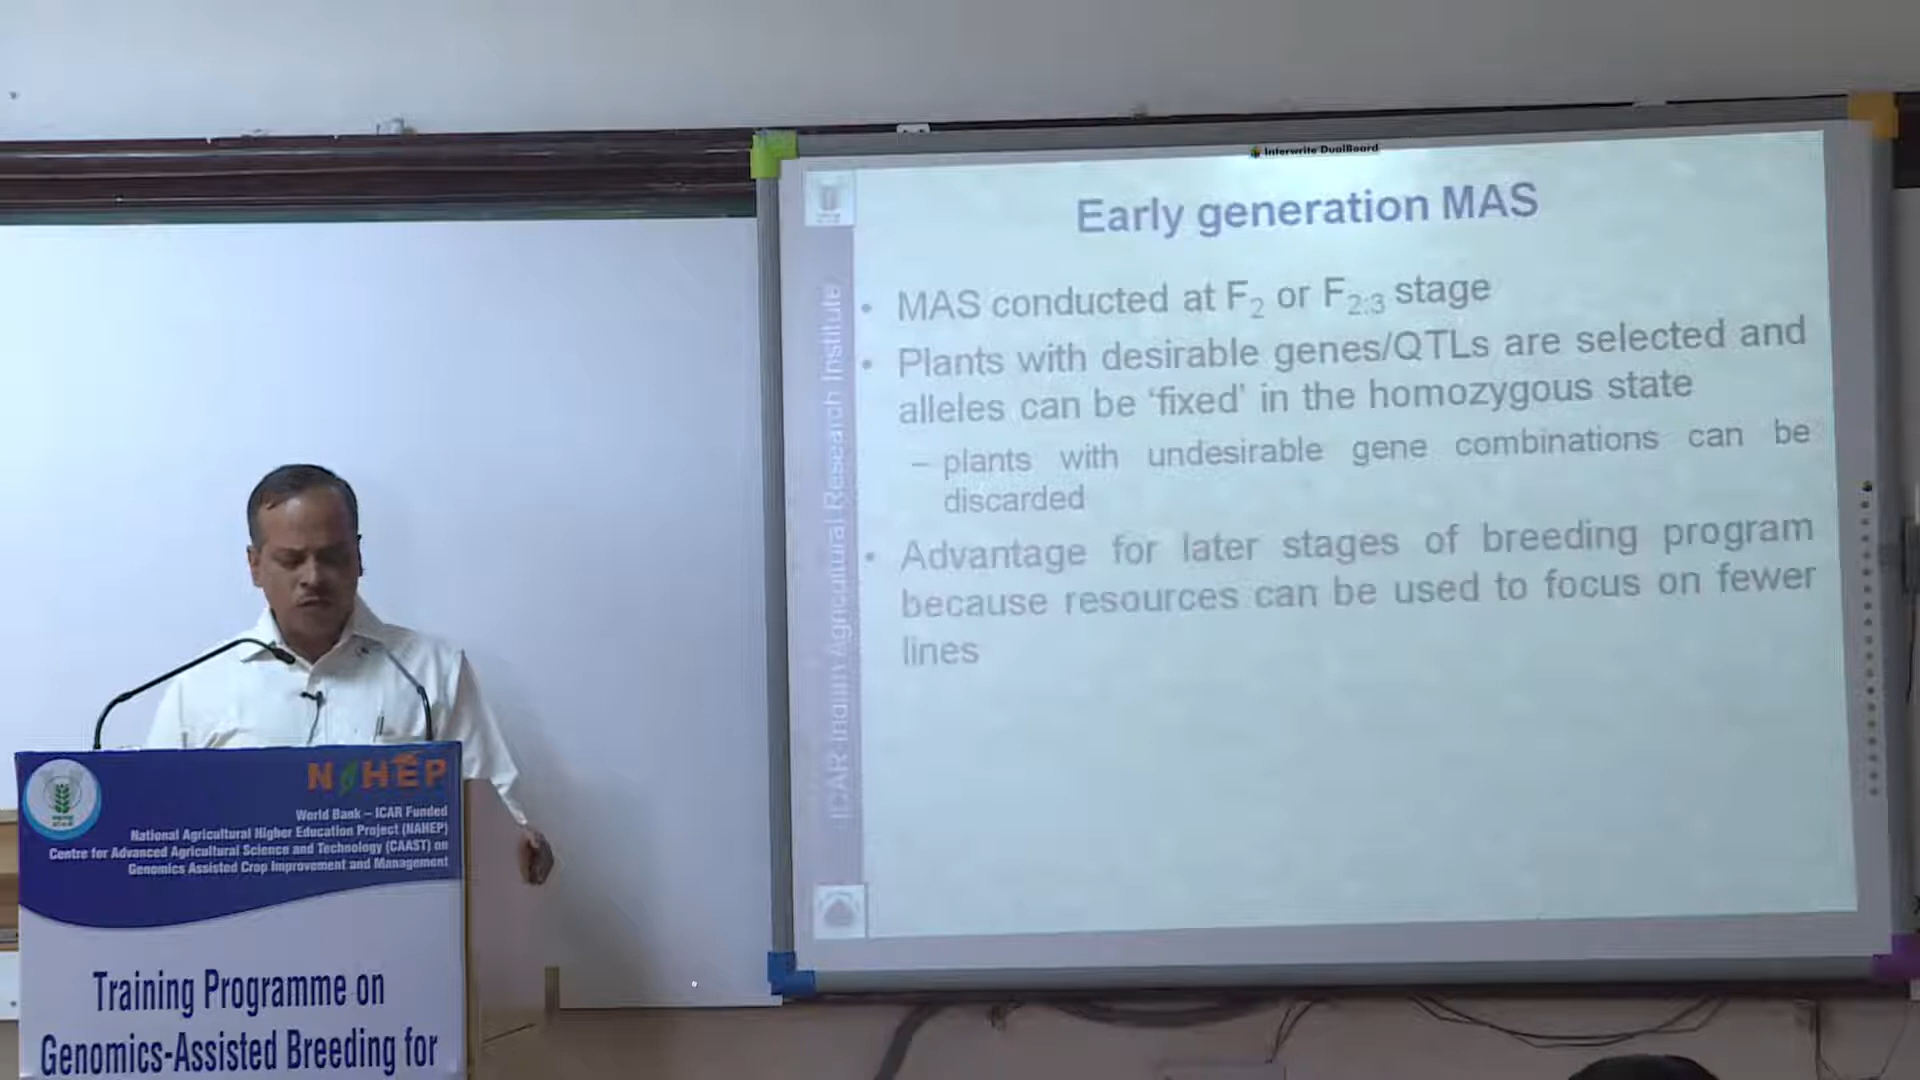 Interwrite DualBoard
Early generation MAS
• MAS conducted at F2 or F2:3 stage
• Plants with desirable genes/QTLs are selected and
alleles can be ‘fixed’ in the homozygous state
– plants with undesirable gene combinations can be
discarded
• Advantage for later stages of breeding program
because resources can be used to focus on fewer
lines
ICAR-Indian Agricultural Research Institute
NAHEP
World Bank – ICAR Funded
National Agricultural Higher Education Project (NAHEP)
Centre for Advanced Agricultural Science and Technology (CAAST) on
Genomics Assisted Crop Improvement and Management
Training Programme on
Genomics-Assisted Breeding for